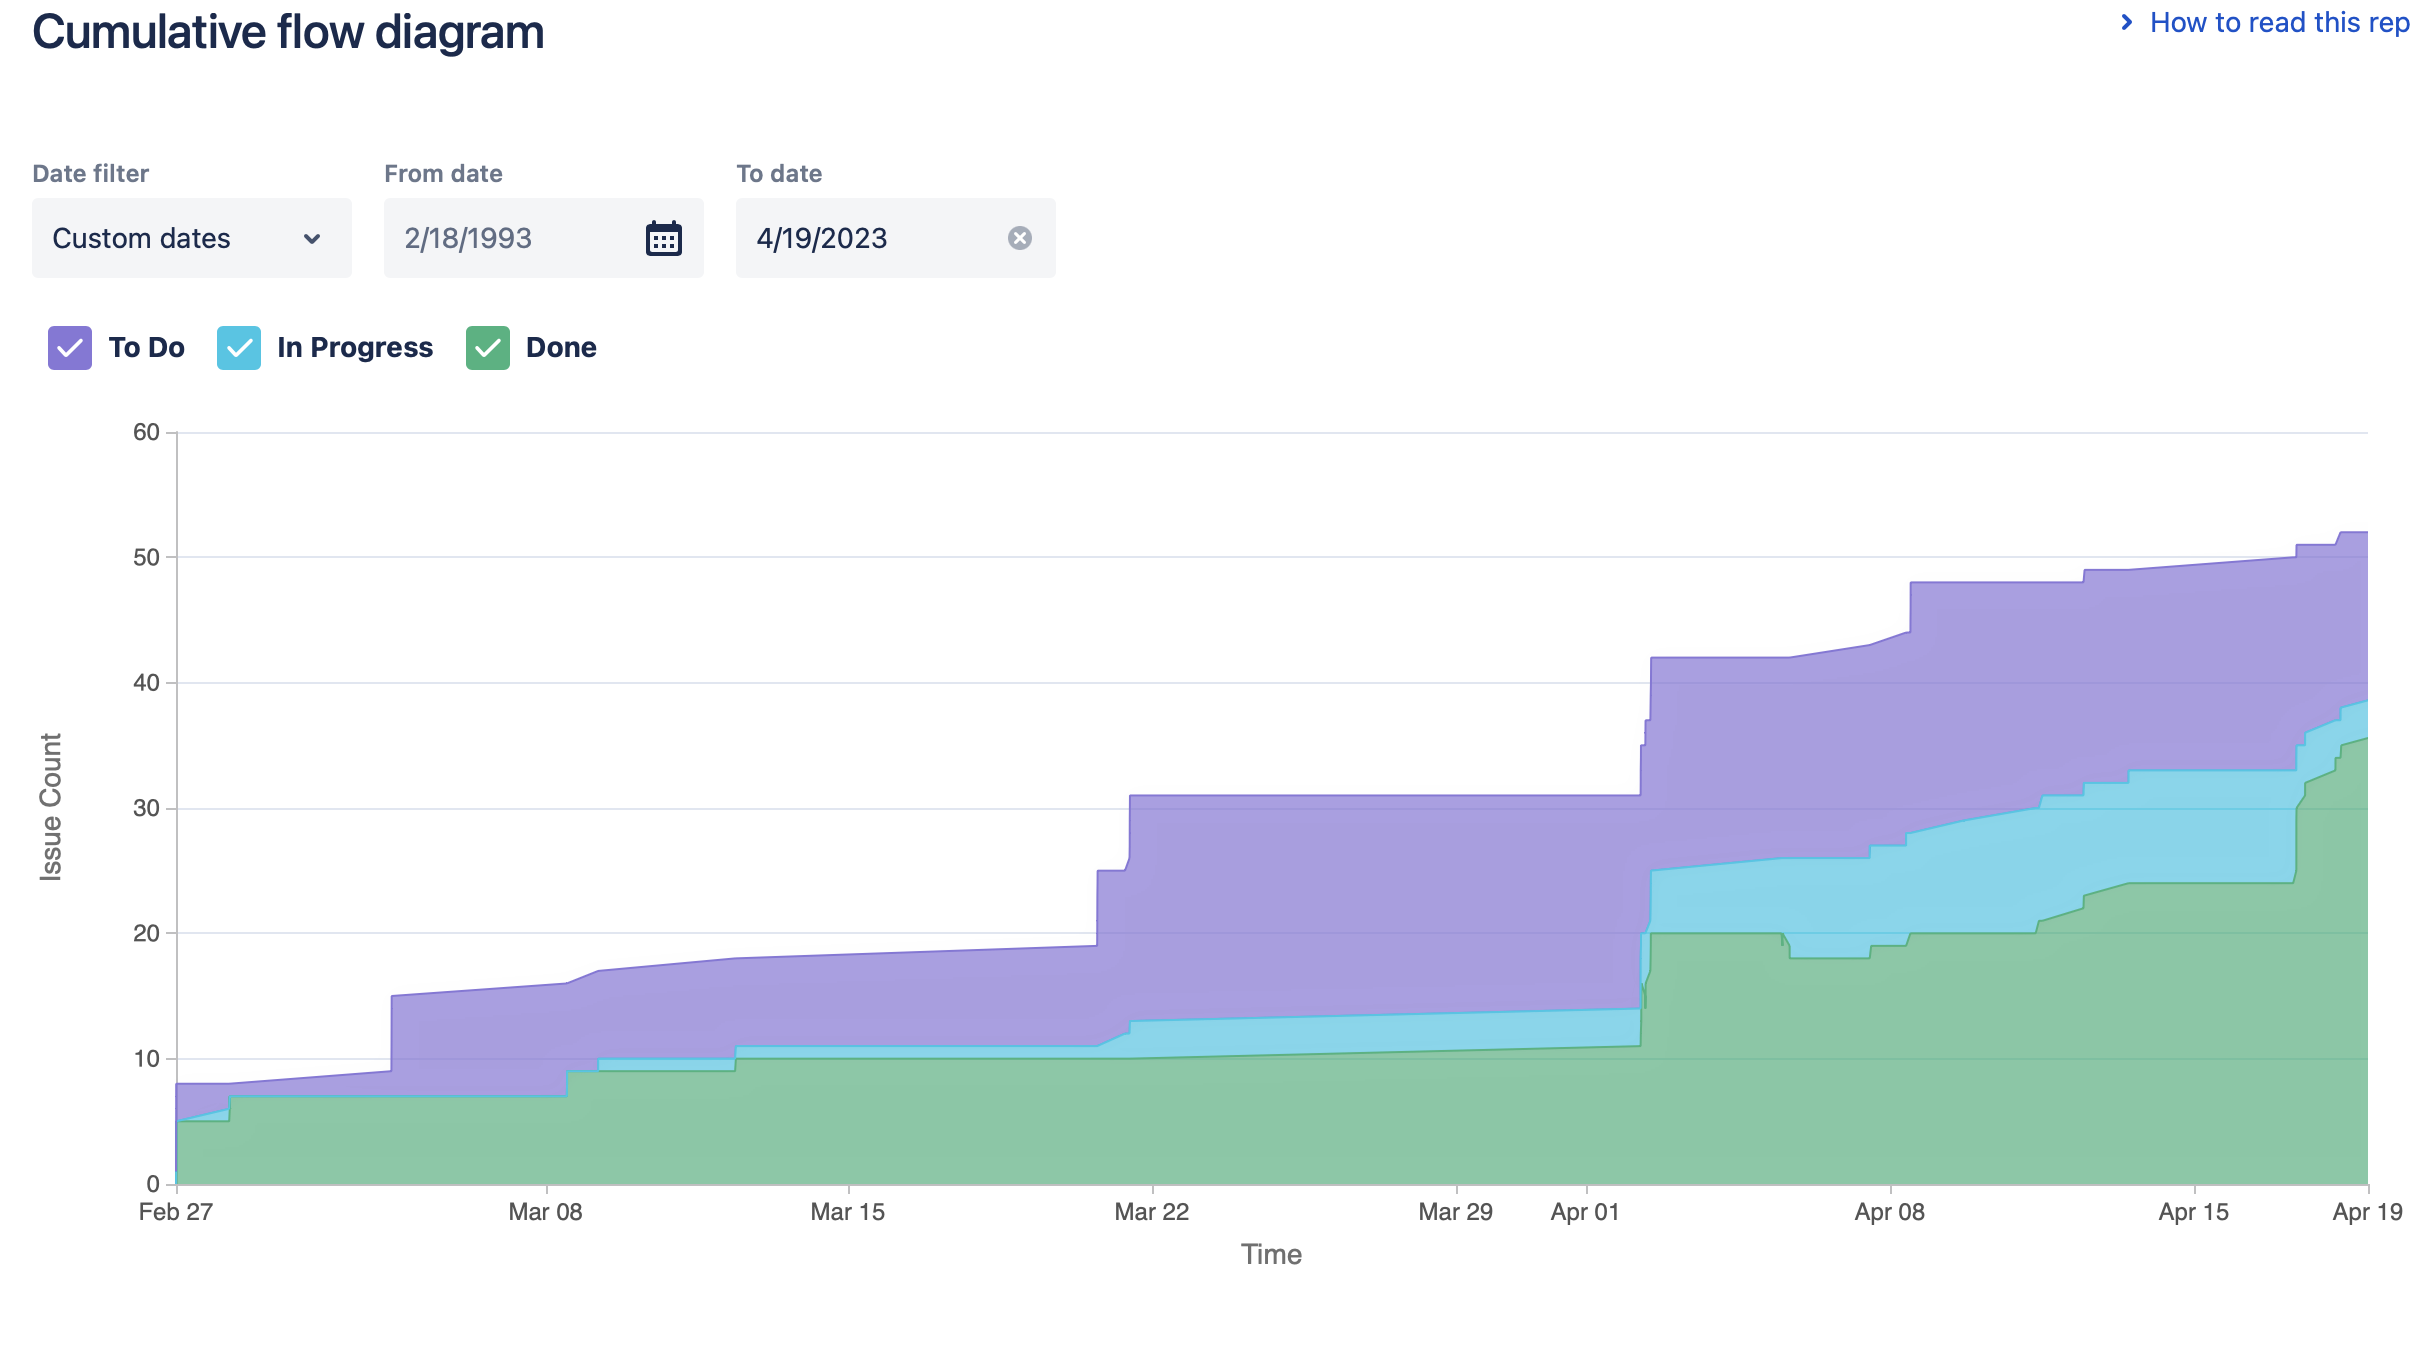 Cumulative flow diagram
How to read this rep
Date filter
From date
To date
Custom dates
2/18/1993
4/19/2023
To Do
In Progress
Done
60
50
40
30
20
10
0
Issue Count
Feb 27
Mar 08
Mar 15
Mar 22
Mar 29
Apr 01
Apr 08
Apr 15
Apr 19
Time